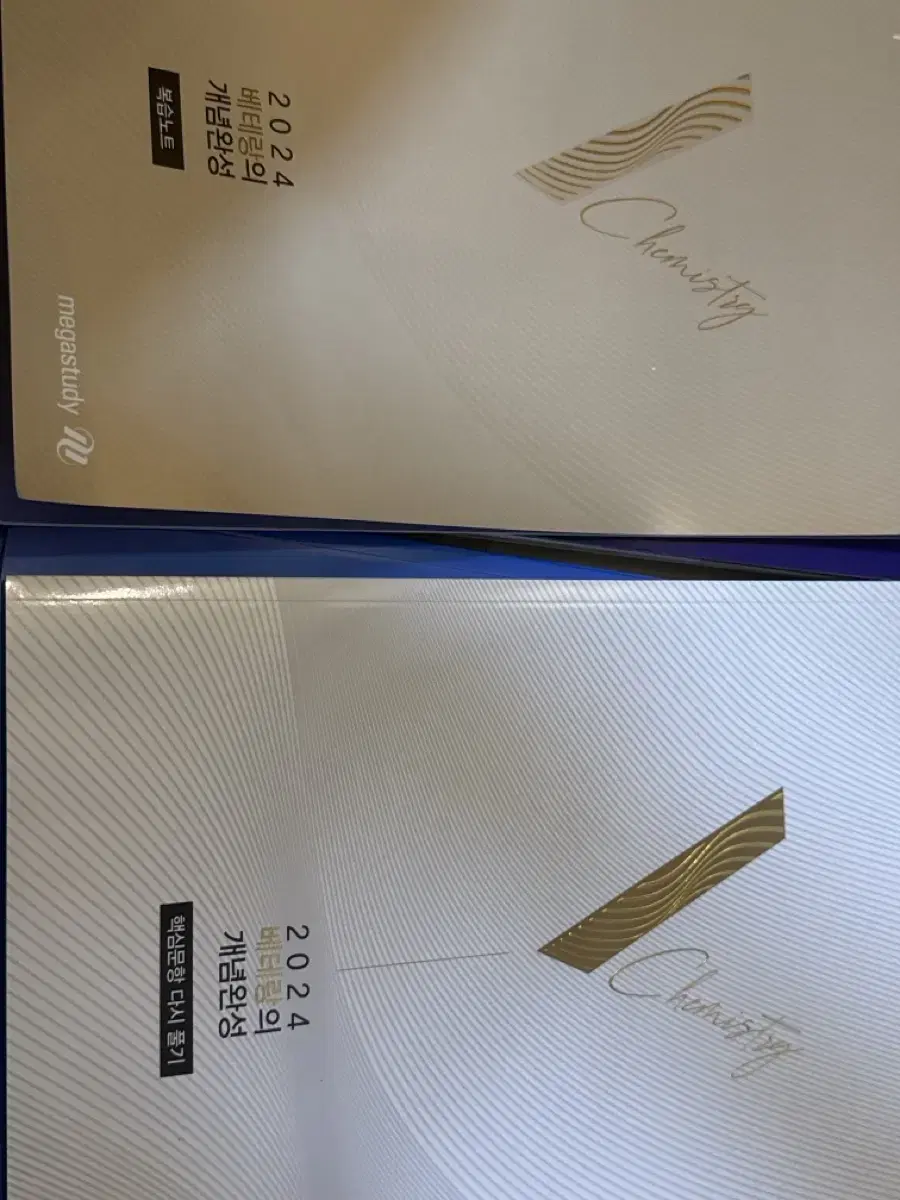 Chemistry
2024
베테랑의
개념완성
복습노트
megastudy
Chemistry
2024
베테랑의
개념완성
핵심문항 다시 풀기